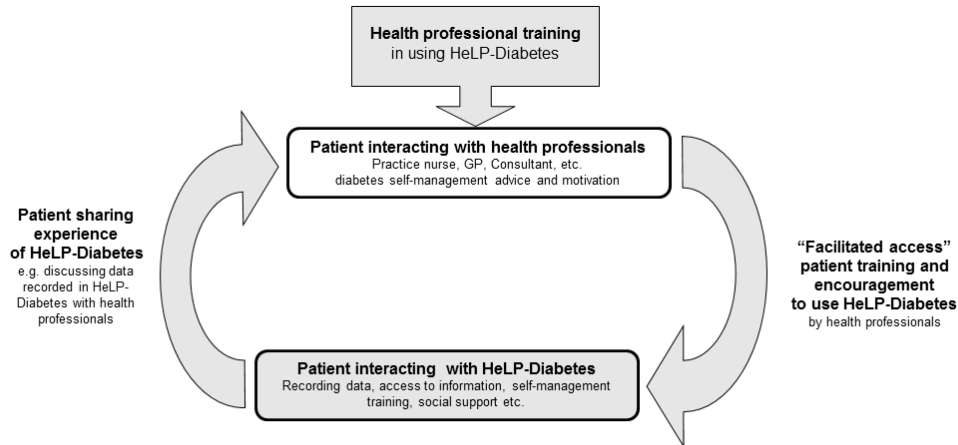 Health professional training
in using HeLP-Diabetes
Patient interacting with health professionals
Practice nurse, GP, Consultant, etc.
diabetes self-management advice and motivation
Patient sharing
experience
of HeLP-Diabetes
e.g. discussing data
recorded in HeLP-
Diabetes with health
professionals
“Facilitated access”
patient training and
encouragement
to use HeLP-Diabetes
by health professionals
Patient interacting with HeLP-Diabetes
Recording data, access to information, self-management
training, social support etc.